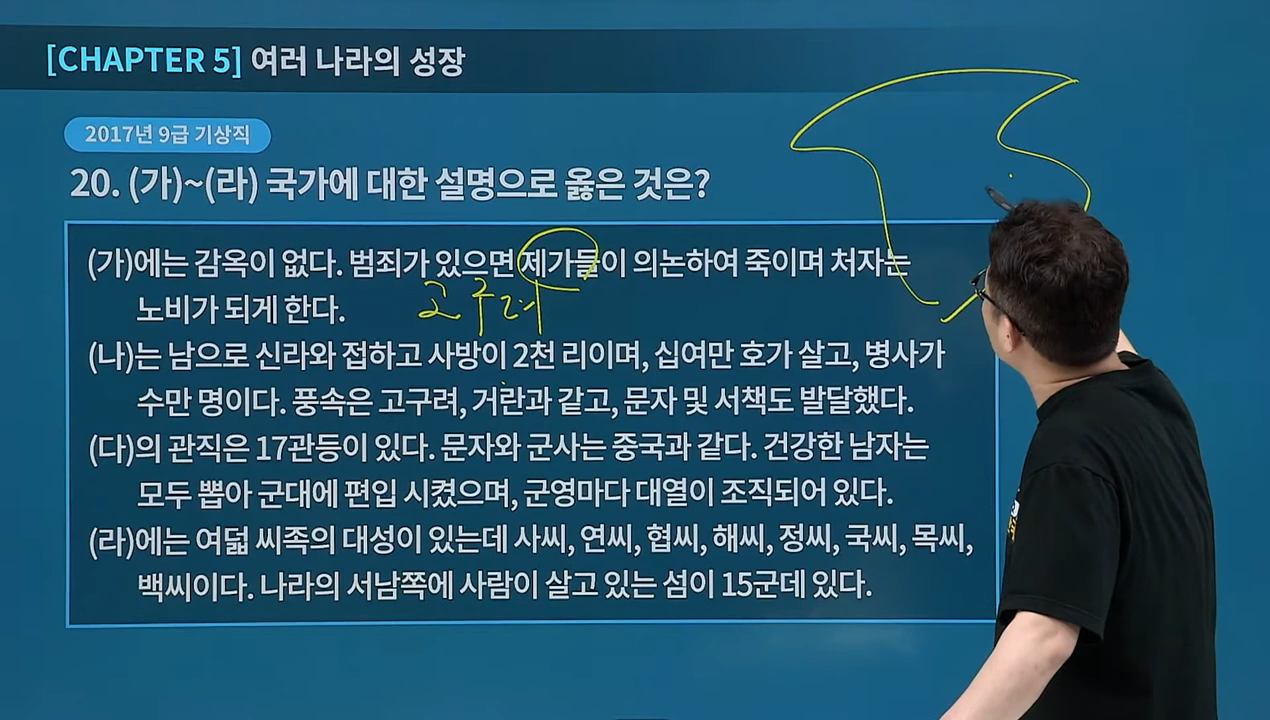 [CHAPTER 5] 여러 나라의 성장
2017년 9급 기상직
20. (가)~(라) 국가에 대한 설명으로 옳은 것은?
(가)에는 감옥이 없다. 범죄가 있으면 제가들이 의논하여 죽이며 처자는
고구려
노비가 되게 한다.
(나)는 남으로 신라와 접하고 사방이 2천 리이며, 십여만 호가 살고, 병사가
수만 명이다. 풍속은 고구려, 거란과 같고, 문자 및 서책도 발달했다.
(다)의 관직은 17관등이 있다. 문자와 군사는 중국과 같다. 건강한 남자는
모두 뽑아 군대에 편입 시켰으며, 군영마다 대열이 조직되어 있다.
(라)에는 여덟 씨족의 대성이 있는데 사씨, 연씨, 협씨, 해씨, 정씨, 국씨, 목씨,
백씨이다. 나라의 서남쪽에 사람이 살고 있는 섬이 15군데 있다.